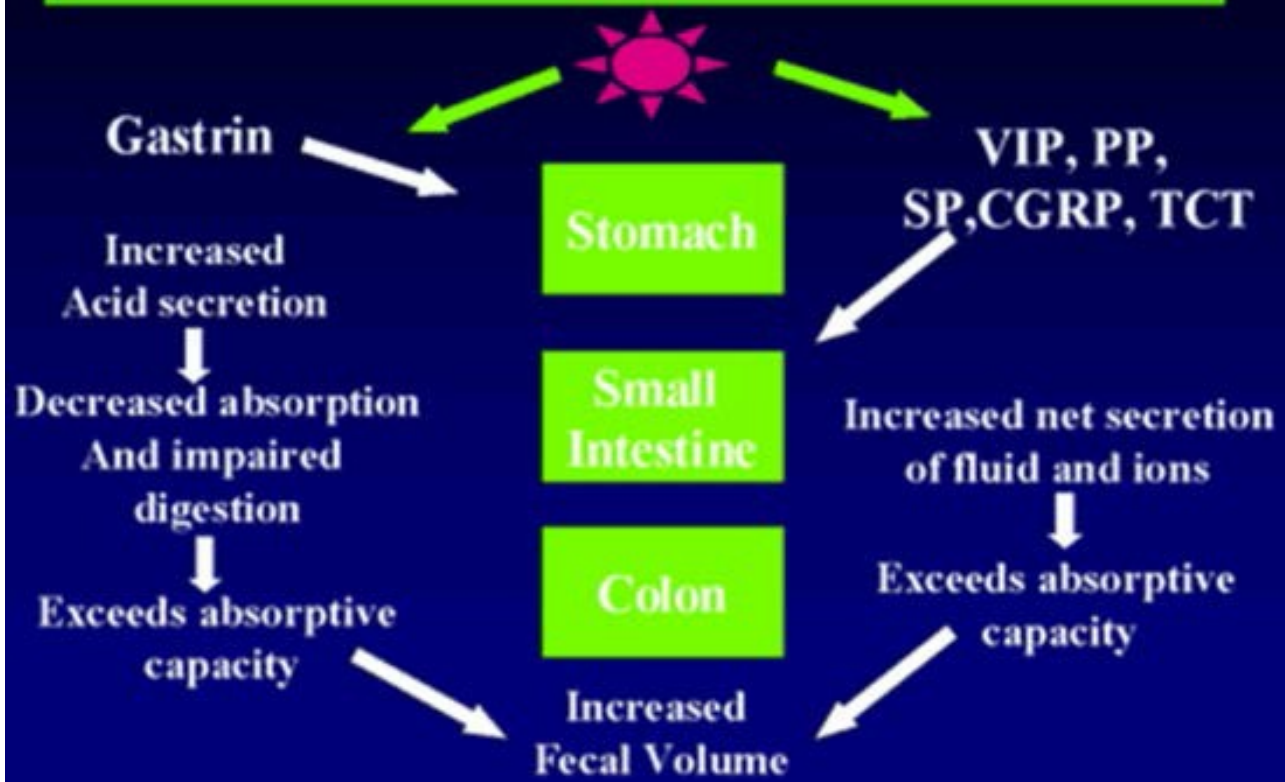 Gastrin
Increased
Acid secretion
Decreased absorption
And impaired
digestion
Exceeds absorptive
capacity
Stomach
Small
Intestine
Colon
Increased
Fecal Volume
VIP, PP,
SP,CGRP, TCT
Increased net secretion
of fluid and ions
Exceeds absorptive
capacity